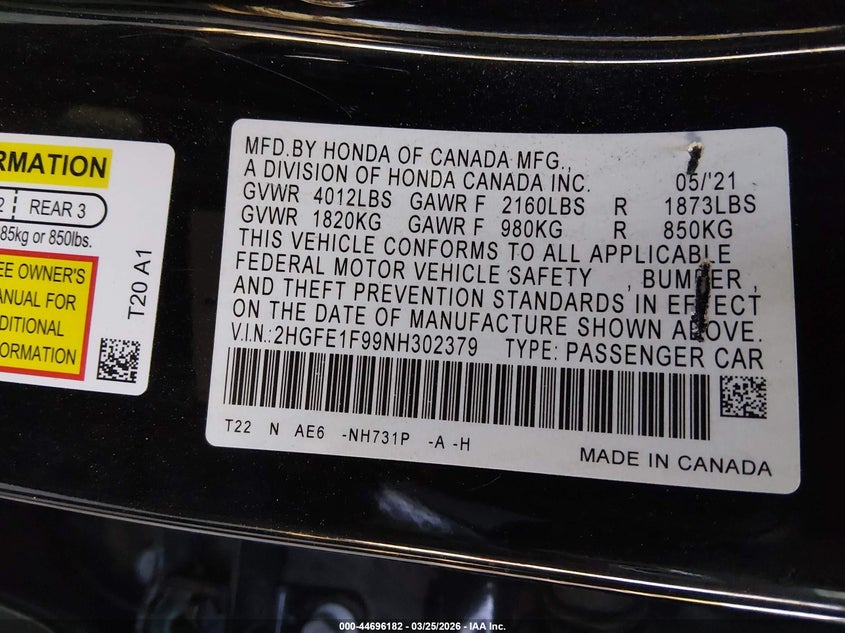 RMATION
2 REAR 3
85kg or 850lbs.
EE OWNER'S
ANUAL FOR
DDITIONAL
FORMATION
T20 A1
MFD.BY HONDA OF CANADA MFG.,
A DIVISION OF HONDA CANADA INC. 05/'21
GVWR 4012LBS GAWR F 2160LBS R 1873LBS
GVWR 1820KG GAWR F 980KG R 850KG
THIS VEHICLE CONFORMS TO ALL APPLICABLE
FEDERAL MOTOR VEHICLE SAFETY , BUMPER ,
AND THEFT PREVENTION STANDARDS IN EFFECT
ON THE DATE OF MANUFACTURE SHOWN ABOVE.
V.I.N.:2HGFE1F99NH302379 TYPE: PASSENGER CAR
T22 N AE6 -NH731P -A -H
MADE IN CANADA
000-44696182 - 03/25/2026 - IAA Inc.